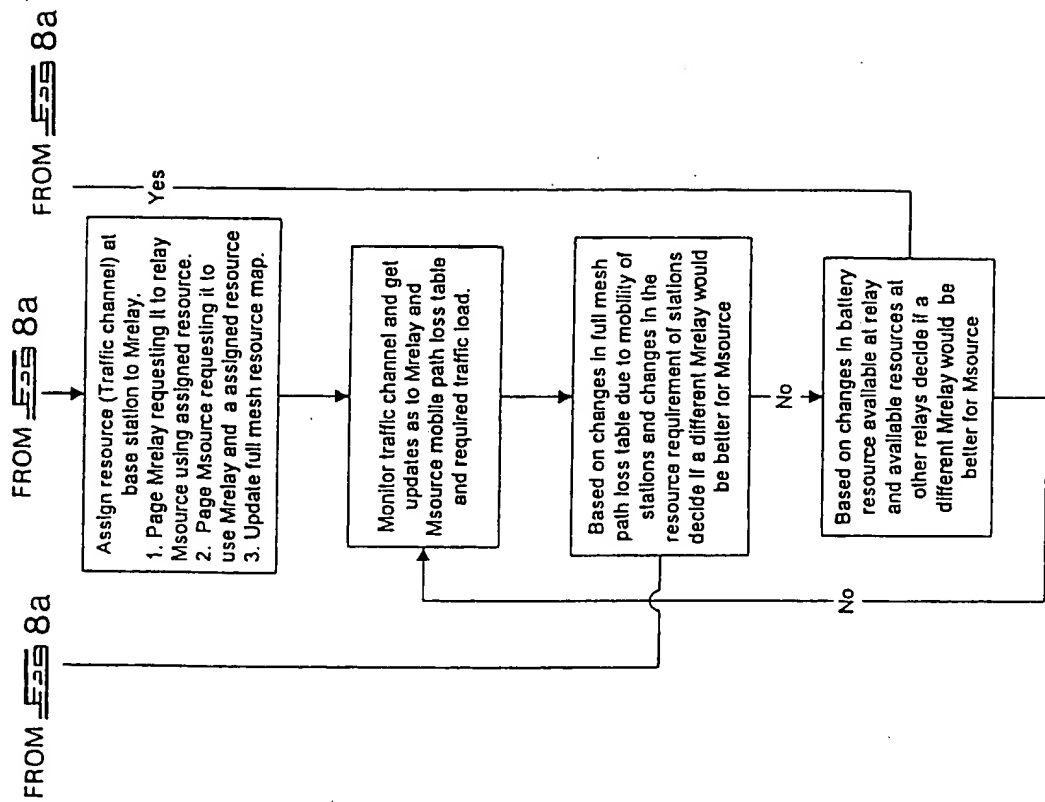 FROM Fig 8a
FROM Fig 8a
FROM Fig 8a
Assign resource (Traffic channel) at
base station to Mrelay.
1. Page Mrelay requesting it to relay
Msource using assigned resource.
2. Page Msource requesting it to
use Mrelay and a assigned resource
3. Update full mesh resource map.
Yes
Monitor traffic channel and get
updates as to Mrelay and
Msource mobile path loss table
and required traffic load.
Based on changes in full mesh
path loss table due to mobility of
stations and changes in the
resource requirement of stations
decide if a different Mrelay would
be better for Msource
No
Based on changes in battery
resource available at relay
and available resources at
other relays decide if a
different Mrelay would be
better for Msource
No